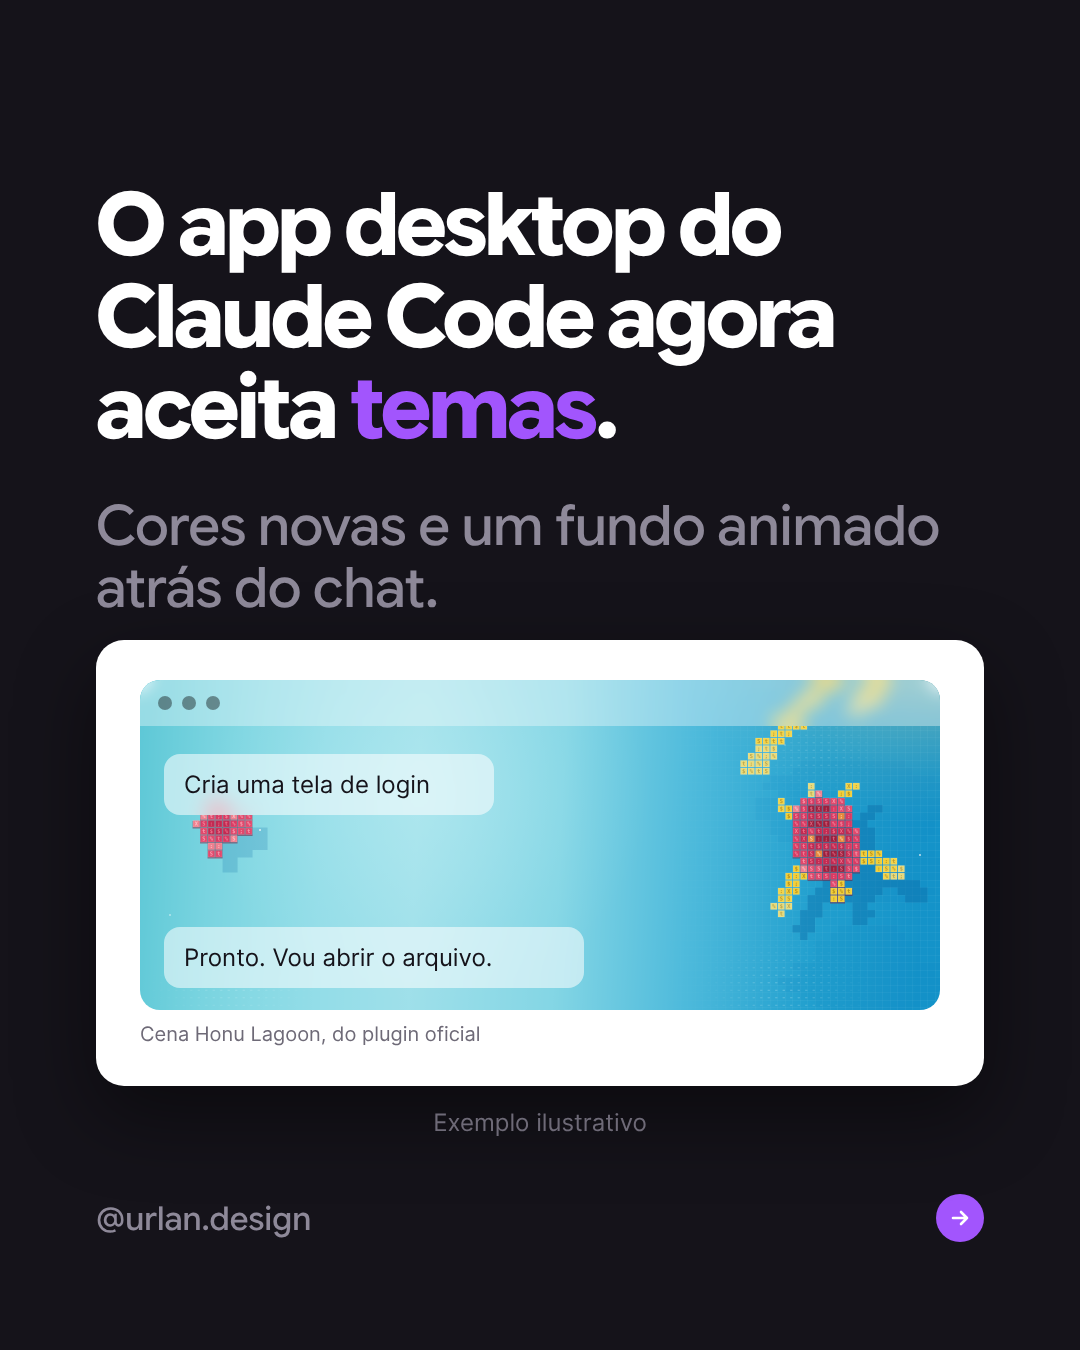 O app desktop do
Claude Code agora
aceita temas.
Cores novas e um fundo animado
atrás do chat.
Cria uma tela de login
Pronto. Vou abrir o arquivo.
Cena Honu Lagoon, do plugin oficial
Exemplo ilustrativo
@urlan.design